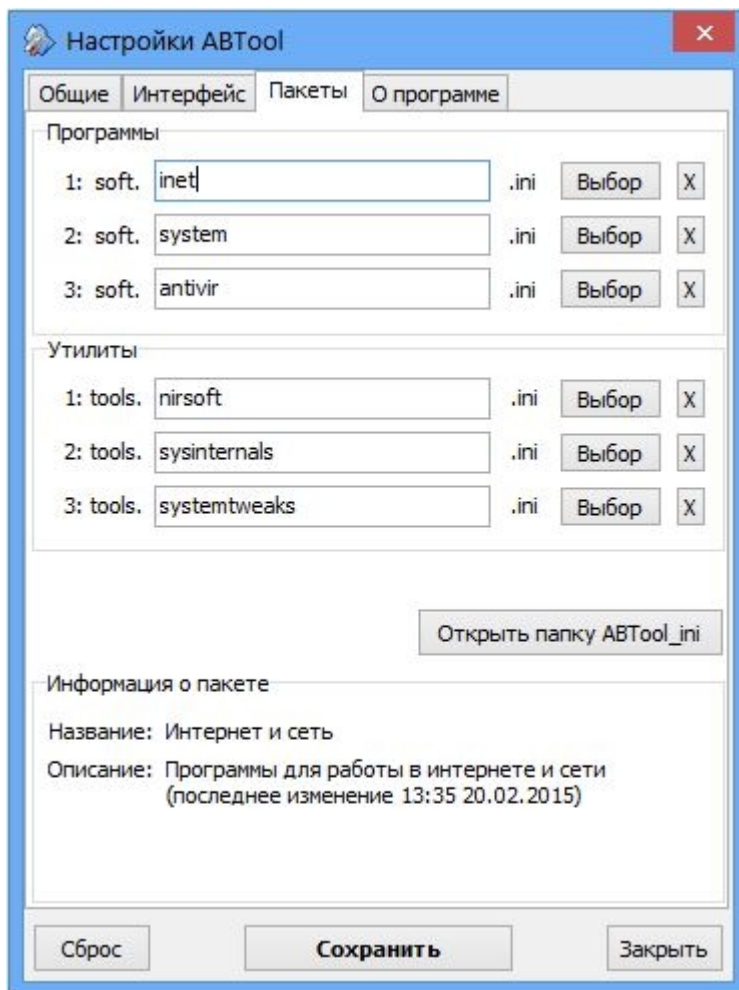 Настройки ABTool
Общие Интерфейс Пакеты О программе
Программы
1: soft. inet .ini Выбор X
2: soft. system .ini Выбор X
3: soft. antivir .ini Выбор X
Утилиты
1: tools. nirsoft .ini Выбор X
2: tools. sysinternals .ini Выбор X
3: tools. systemtweaks .ini Выбор X
Открыть папку ABTool_ini
Информация о пакете
Название: Интернет и сеть
Описание: Программы для работы в интернете и сети
(последнее изменение 13:35 20.02.2015)
Сброс Сохранить Закрыть